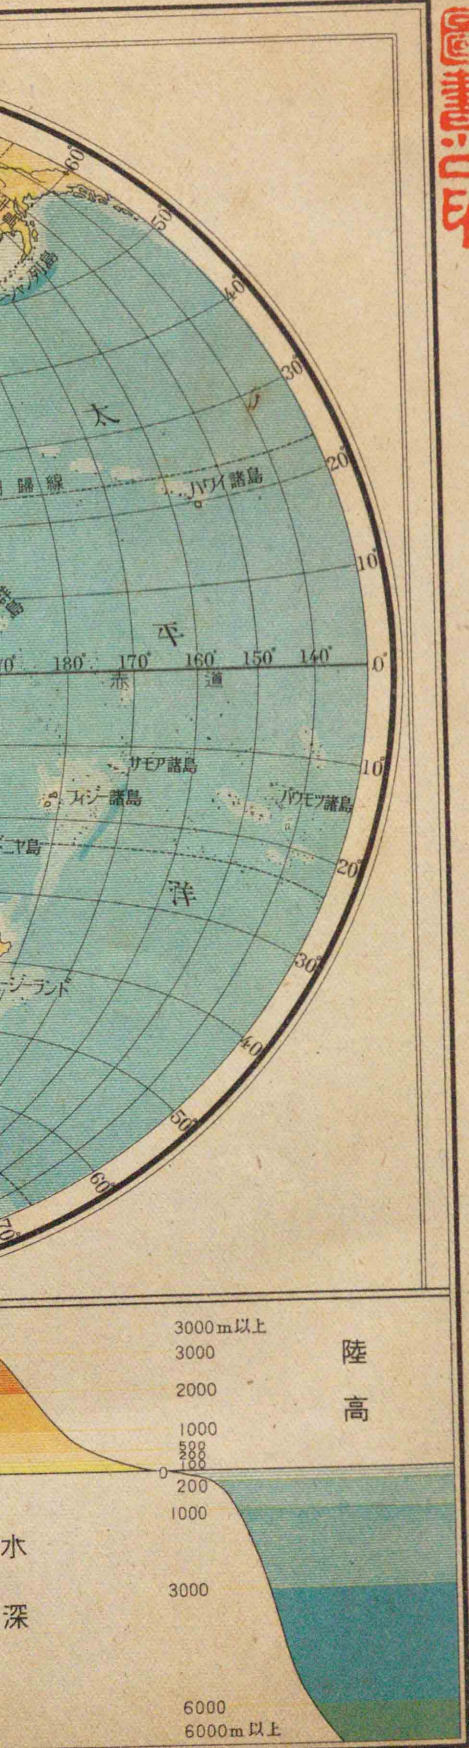 圖書之印
60°
50°
40°
30°
20°
10°
0°
10°
20°
30°
40°
50°
60°
70°
太
平
洋
歸線
ハワイ諸島
180°
170°
160°
150°
140°
赤
道
サモア諸島
フィジー諸島
パウモツ諸島
ニヤ島
ージーランド
3000m以上
3000
2000
1000
500
200
100
0
200
1000
3000
6000
6000m以上
陸
高
水
深